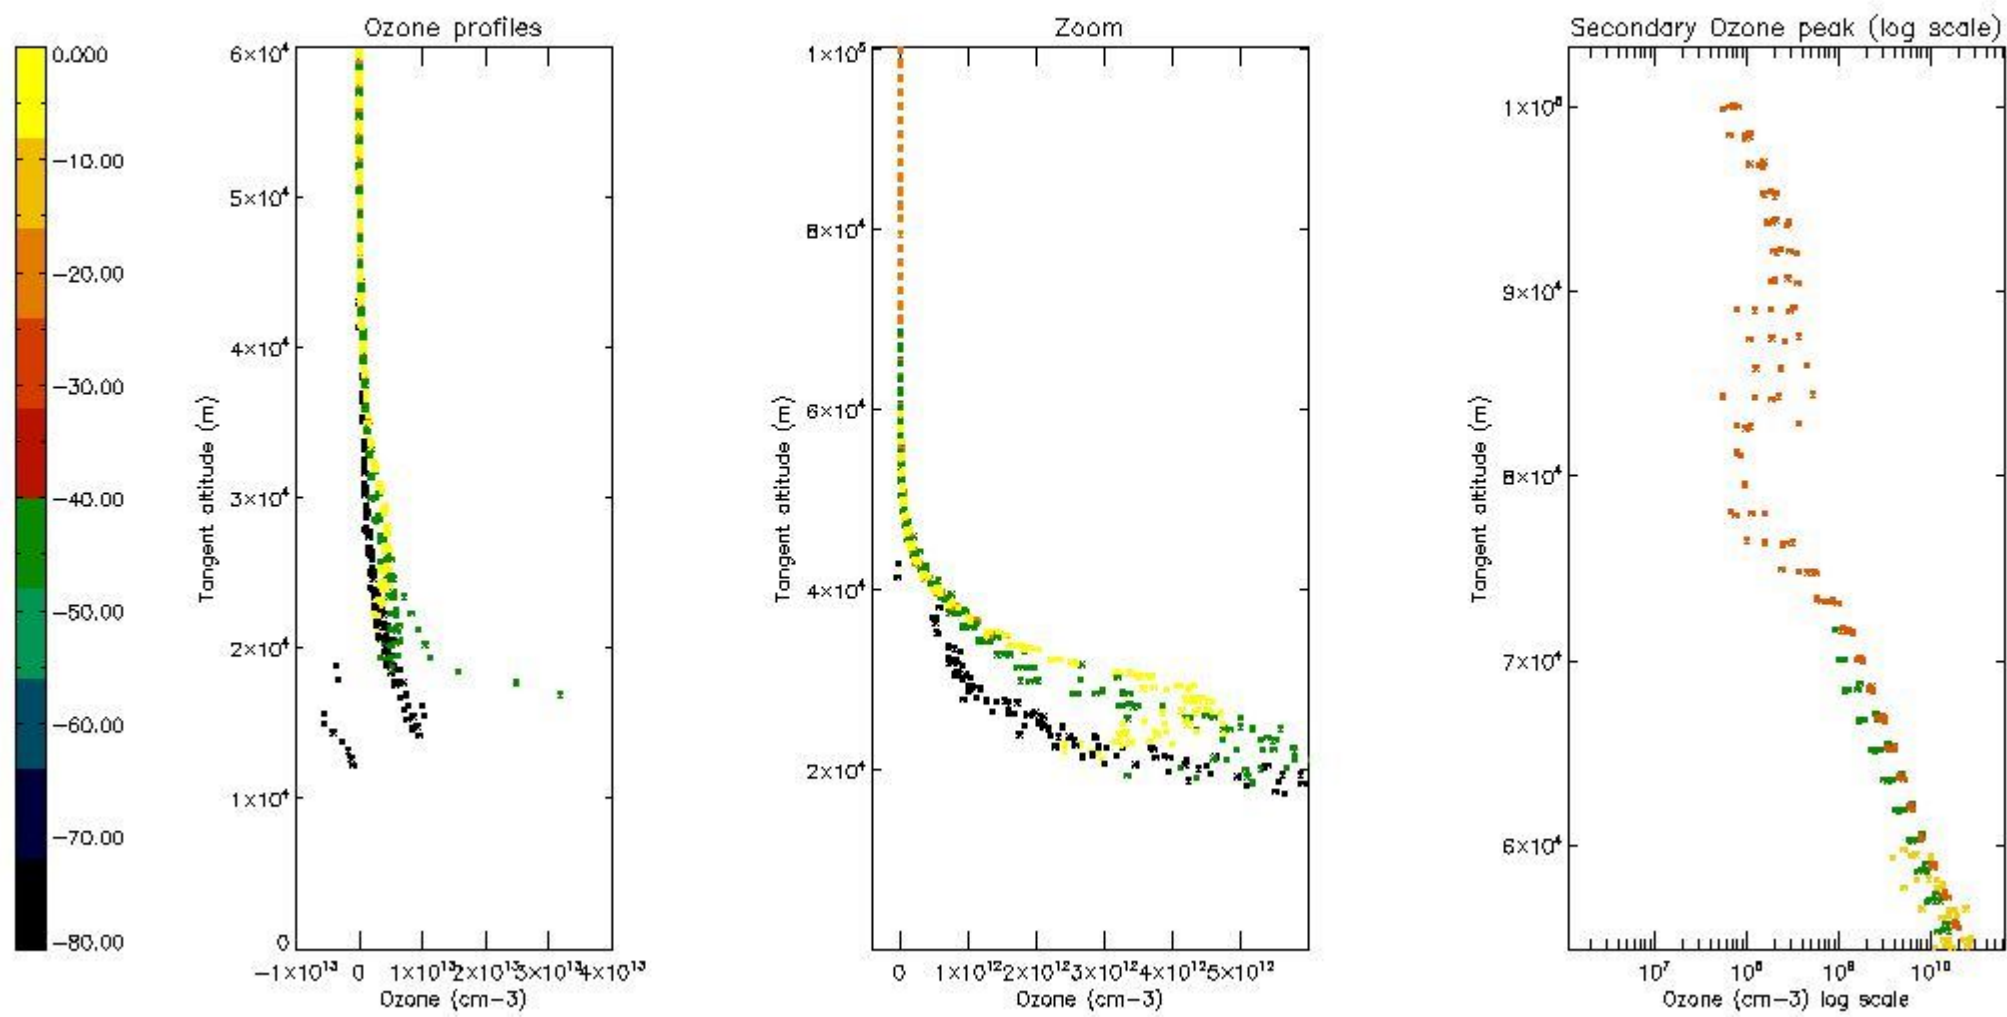 Ozone profiles
Zoom
Secondary Ozone peak (log scale)
0.000
−10.00
−20.00
−30.00
−40.00
−50.00
−60.00
−70.00
−80.00
6×10⁴
5×10⁴
4×10⁴
3×10⁴
2×10⁴
1×10⁴
0
Tangent altitude (m)
−1×10¹³ 0 1×10¹³ 2×10¹³ 3×10¹³ 4×10¹³
Ozone (cm−3)
1×10⁵
8×10⁴
6×10⁴
4×10⁴
2×10⁴
Tangent altitude (m)
0 1×10¹² 2×10¹² 3×10¹² 4×10¹² 5×10¹²
Ozone (cm−3)
1×10⁵
9×10⁴
8×10⁴
7×10⁴
6×10⁴
Tangent altitude (m)
10⁷ 10⁸ 10⁹ 10¹⁰
Ozone (cm−3) log scale